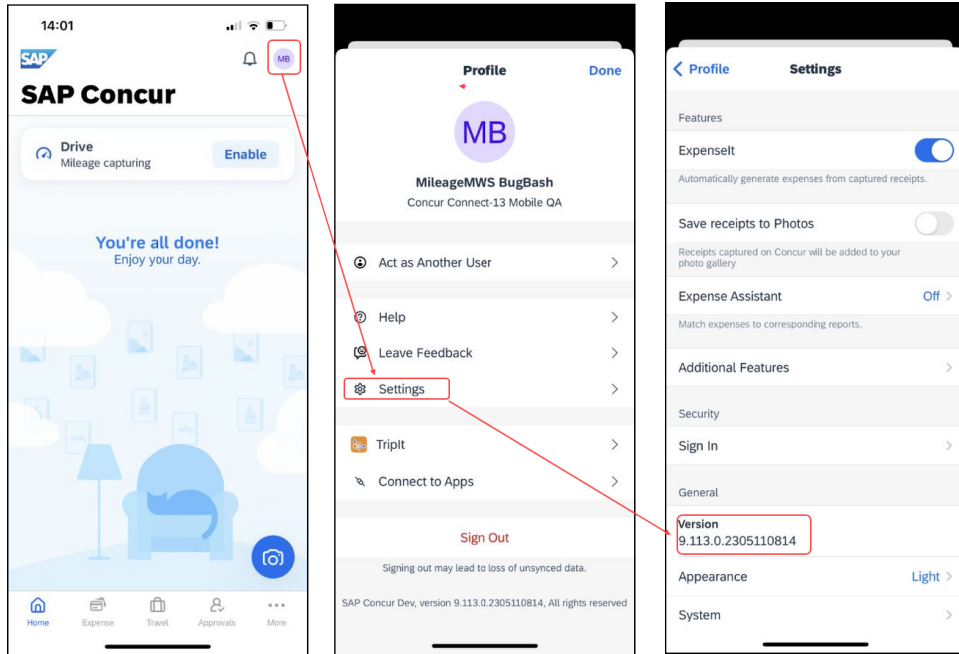 14:01
SAP
MB
SAP Concur
Drive
Mileage capturing
Enable
You're all done!
Enjoy your day.
Home
Expense
Travel
Approvals
More
Profile
Done
MB
MileageMWS BugBash
Concur Connect-13 Mobile QA
Act as Another User
Help
Leave Feedback
Settings
TripIt
Connect to Apps
Sign Out
Signing out may lead to loss of unsynced data.
SAP Concur Dev, version 9.113.0.2305110814, All rights reserved
Profile
Settings
Features
ExpenseIt
Automatically generate expenses from captured receipts.
Save receipts to Photos
Receipts captured on Concur will be added to your
photo gallery
Expense Assistant
Off
Match expenses to corresponding reports.
Additional Features
Security
Sign In
General
Version
9.113.0.2305110814
Appearance
Light
System